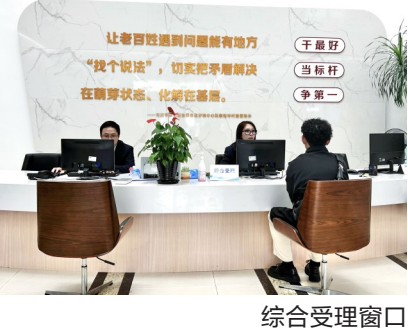 让老百姓遇到问题能有地方
“找个说法”，切实把矛盾解决
在萌芽状态、化解在基层。
干最好
当标杆
争第一
综合受理窗口